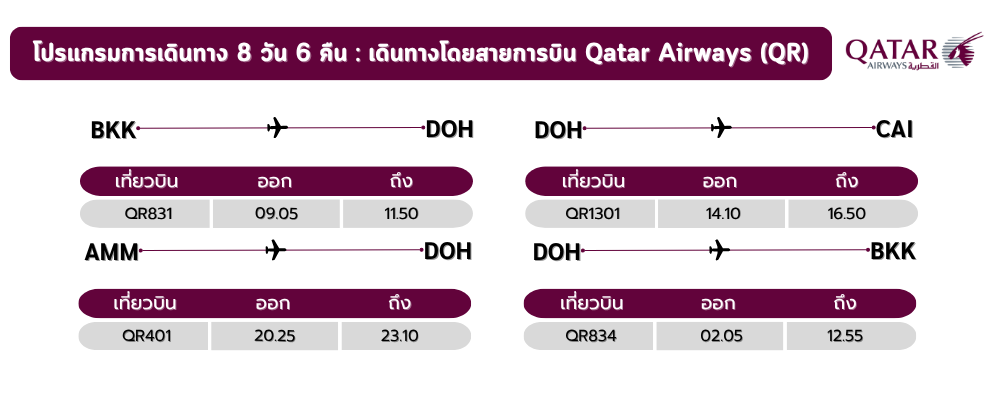 โปรแกรมการเดินทาง 8 วัน 6 คืน : เดินทางโดยสายการบิน Qatar Airways (QR)
QATAR
AIRWAYS القطرية
BKK DOH
เที่ยวบิน ออก ถึง
QR831 09.05 11.50
DOH CAI
เที่ยวบิน ออก ถึง
QR1301 14.10 16.50
AMM DOH
เที่ยวบิน ออก ถึง
QR401 20.25 23.10
DOH BKK
เที่ยวบิน ออก ถึง
QR834 02.05 12.55